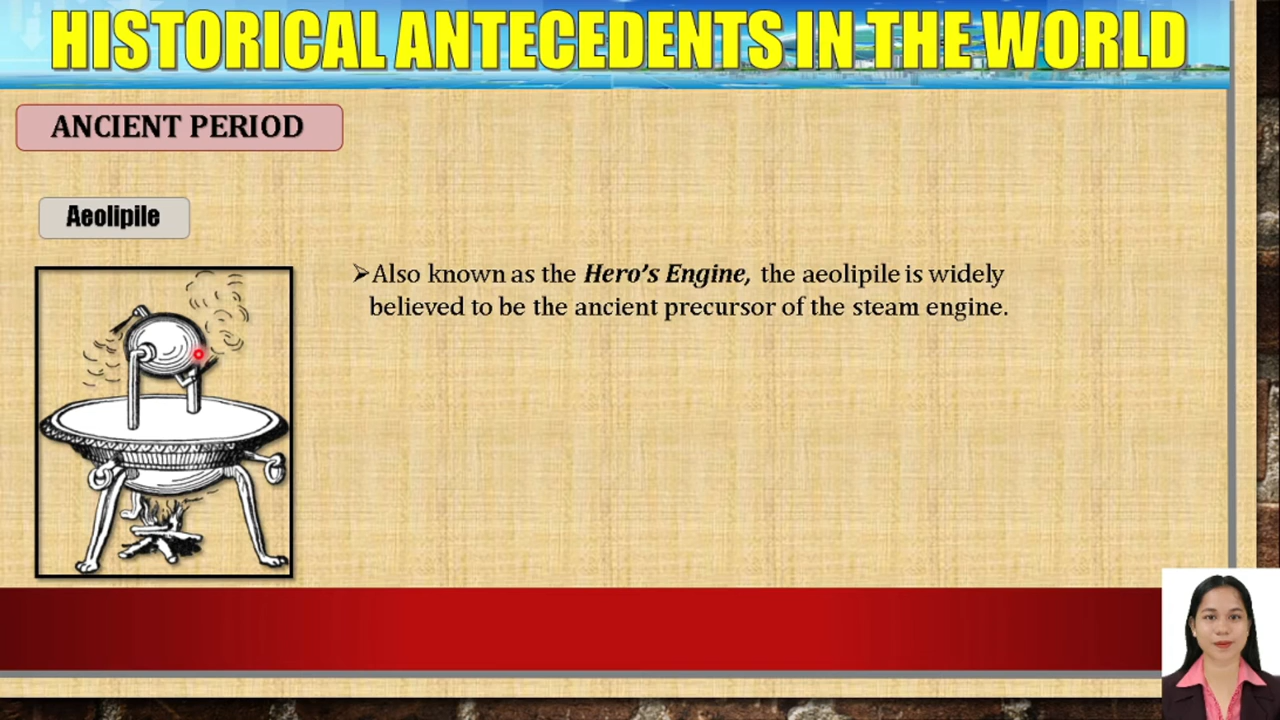 HISTORICAL ANTECEDENTS IN THE WORLD
ANCIENT PERIOD
Aeolipile
➢Also known as the Hero's Engine, the aeolipile is widely
believed to be the ancient precursor of the steam engine.